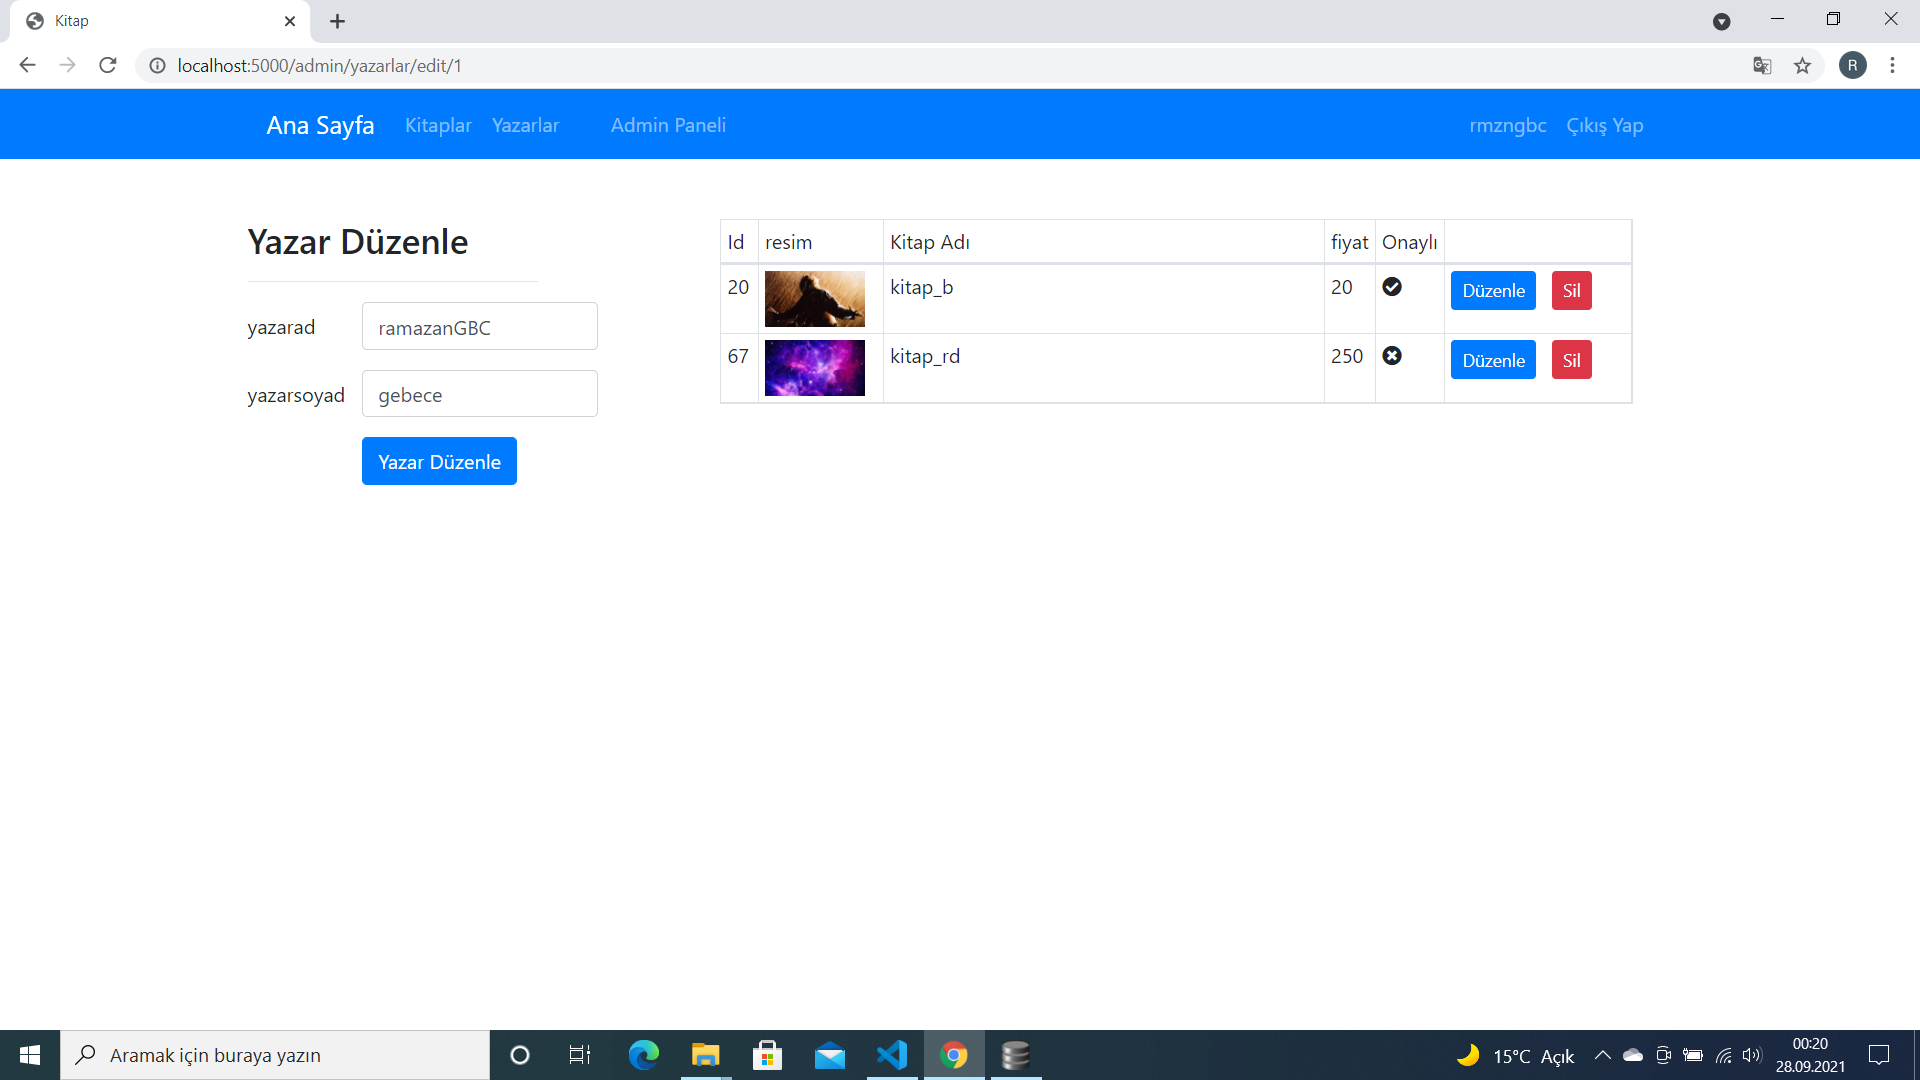 Kitap
localhost:5000/admin/yazarlar/edit/1
R
Ana Sayfa Kitaplar Yazarlar Admin Paneli rmzngbc Çıkış Yap
Yazar Düzenle
yazarad ramazanGBC
yazarsoyad gebece
Yazar Düzenle
Id resim Kitap Adı fiyat Onaylı
20 kitap_b 20 Düzenle Sil
67 kitap_rd 250 Düzenle Sil
Aramak için buraya yazın
15°C Açık
00:20
28.09.2021